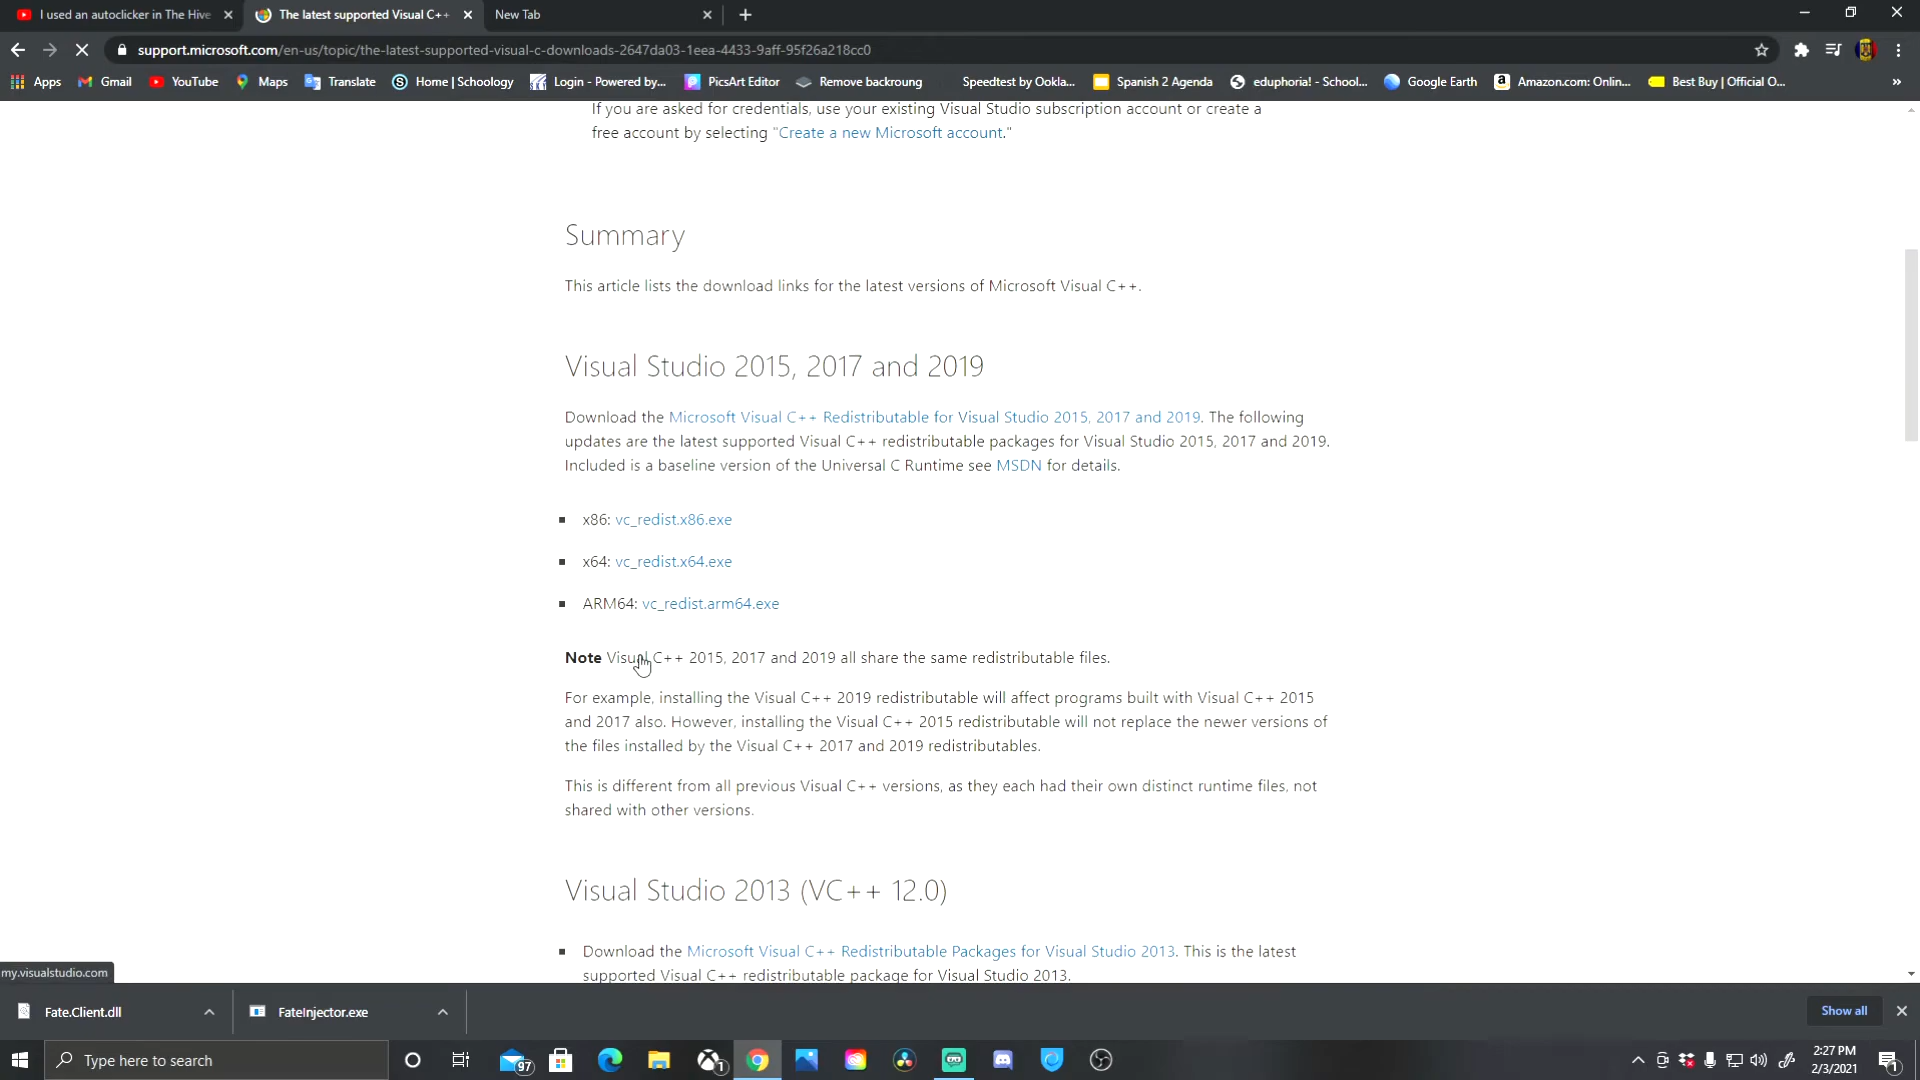 I used an autoclicker in The Hive
The latest supported Visual C++
New Tab
support.microsoft.com/en-us/topic/the-latest-supported-visual-c-downloads-2647da03-1eea-4433-9aff-95f26a218cc0
Apps
Gmail
YouTube
Maps
Translate
Home | Schoology
Login - Powered by...
PicsArt Editor
Remove backroung
Speedtest by Ookla...
Spanish 2 Agenda
eduphoria! - School...
Google Earth
Amazon.com: Onlin...
Best Buy | Official O...
»
If you are asked for credentials, use your existing Visual Studio subscription account or create a
free account by selecting "Create a new Microsoft account."
Summary
This article lists the download links for the latest versions of Microsoft Visual C++.
Visual Studio 2015, 2017 and 2019
Download the Microsoft Visual C++ Redistributable for Visual Studio 2015, 2017 and 2019. The following
updates are the latest supported Visual C++ redistributable packages for Visual Studio 2015, 2017 and 2019.
Included is a baseline version of the Universal C Runtime see MSDN for details.
x86: vc_redist.x86.exe
x64: vc_redist.x64.exe
ARM64: vc_redist.arm64.exe
Note Visual C++ 2015, 2017 and 2019 all share the same redistributable files.
For example, installing the Visual C++ 2019 redistributable will affect programs built with Visual C++ 2015
and 2017 also. However, installing the Visual C++ 2015 redistributable will not replace the newer versions of
the files installed by the Visual C++ 2017 and 2019 redistributables.
This is different from all previous Visual C++ versions, as they each had their own distinct runtime files, not
shared with other versions.
Visual Studio 2013 (VC++ 12.0)
Download the Microsoft Visual C++ Redistributable Packages for Visual Studio 2013. This is the latest
supported Visual C++ redistributable package for Visual Studio 2013.
my.visualstudio.com
Fate.Client.dll
FateInjector.exe
Show all
Type here to search
97
1
2:27 PM
2/3/2021
1